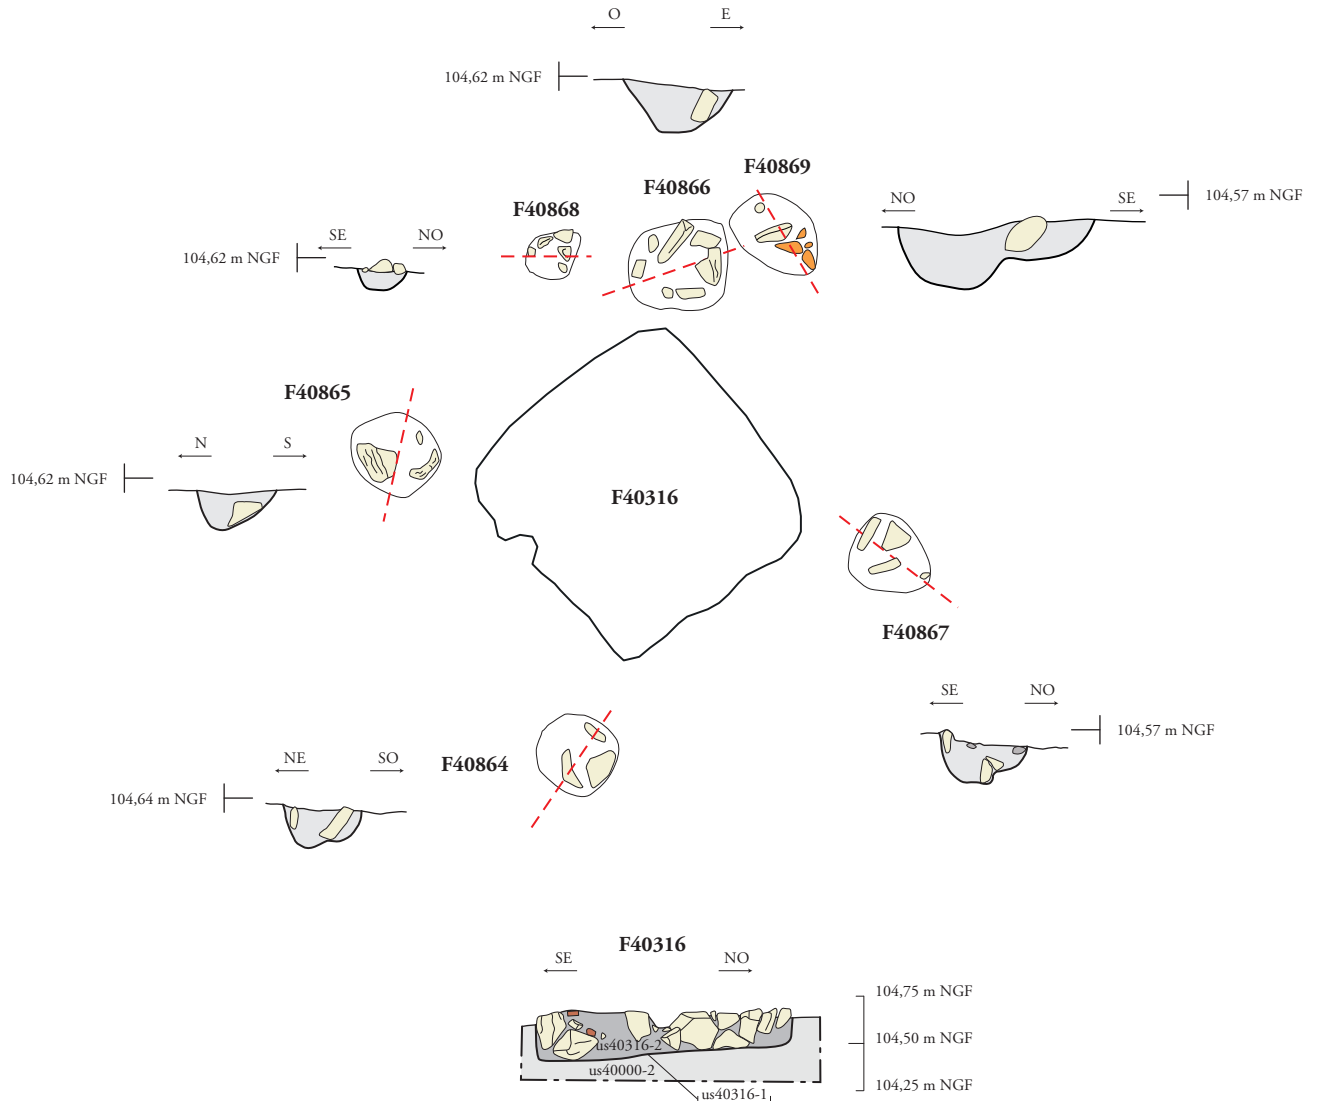 O E
104,62 m NGF
F40869
F40866
F40868
NO SE
104,57 m NGF
SE NO
104,62 m NGF
F40865
N S
104,62 m NGF
F40316
F40867
SE NO
104,57 m NGF
F40864
NE SO
104,64 m NGF
F40316
SE NO
104,75 m NGF
104,50 m NGF
us40316-2
us40000-2
104,25 m NGF
us40316-1